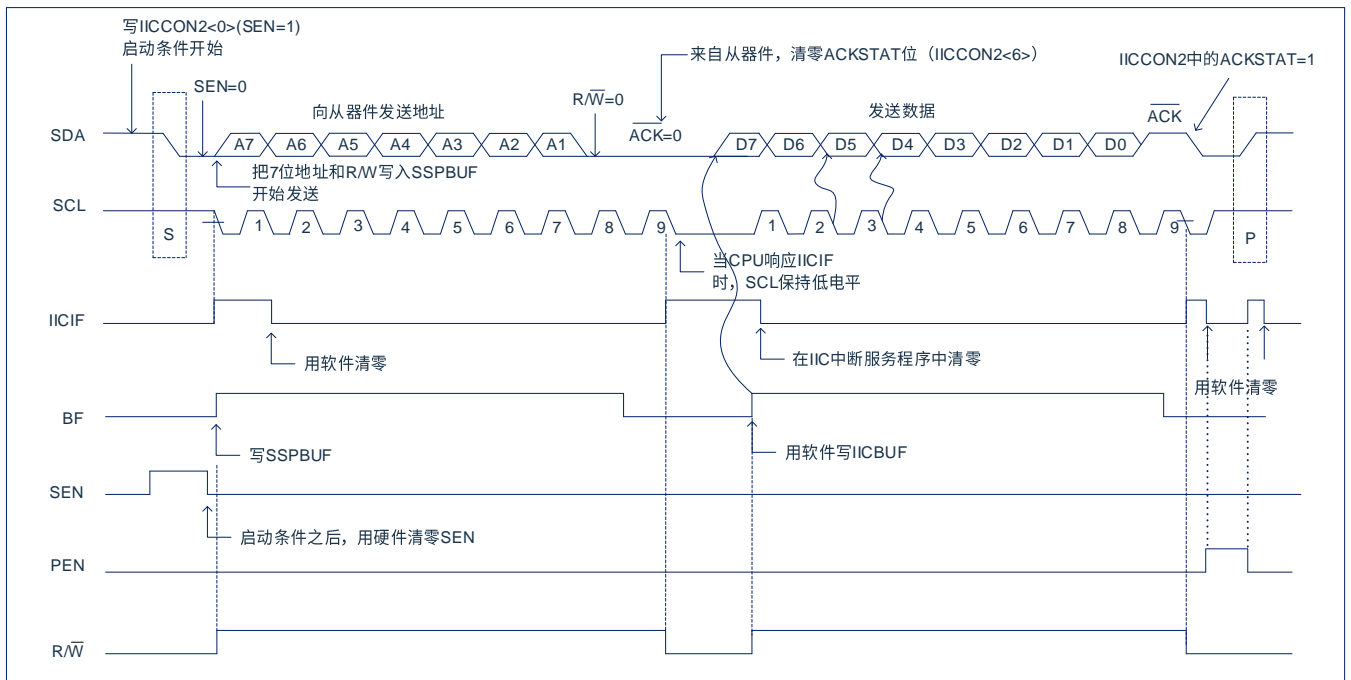 写IICCON2<0>(SEN=1)
启动条件开始
来自从器件，清零ACKSTAT位（IICCON2<6>）
IICCON2中的ACKSTAT=1
SEN=0
向从器件发送地址
R/W=0
ACK=0
发送数据
ACK
SDA
A7 A6 A5 A4 A3 A2 A1 D7 D6 D5 D4 D3 D2 D1 D0
把7位地址和R/W写入SSPBUF
开始发送
SCL
S
1 2 3 4 5 6 7 8 9 1 2 3 4 5 6 7 8 9
P
当CPU响应IICIF
时，SCL保持低电平
IICIF
用软件清零
在IIC中断服务程序中清零
用软件清零
BF
写SSPBUF
用软件写IICBUF
SEN
启动条件之后，用硬件清零SEN
PEN
R/W